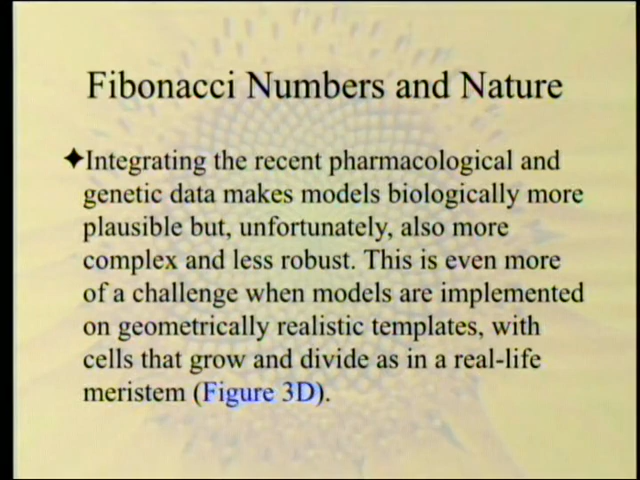 Fibonacci Numbers and Nature
✦Integrating the recent pharmacological and
genetic data makes models biologically more
plausible but, unfortunately, also more
complex and less robust. This is even more
of a challenge when models are implemented
on geometrically realistic templates, with
cells that grow and divide as in a real-life
meristem (Figure 3D).